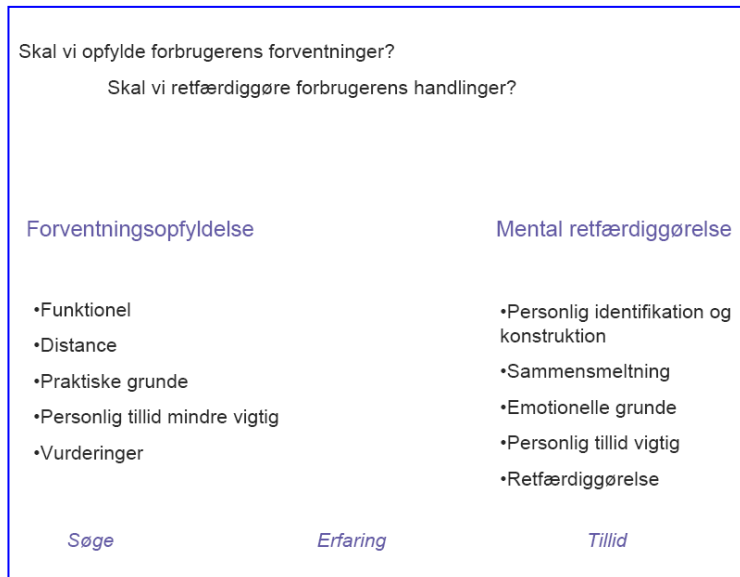 Skal vi opfylde forbrugerens forventninger?
Skal vi retfærdiggøre forbrugerens handlinger?
Forventningsopfyldelse
•Funktionel
•Distance
•Praktiske grunde
•Personlig tillid mindre vigtig
•Vurderinger
Mental retfærdiggørelse
•Personlig identifikation og
konstruktion
•Sammensmeltning
•Emotionelle grunde
•Personlig tillid vigtig
•Retfærdiggørelse
Søge
Erfaring
Tillid